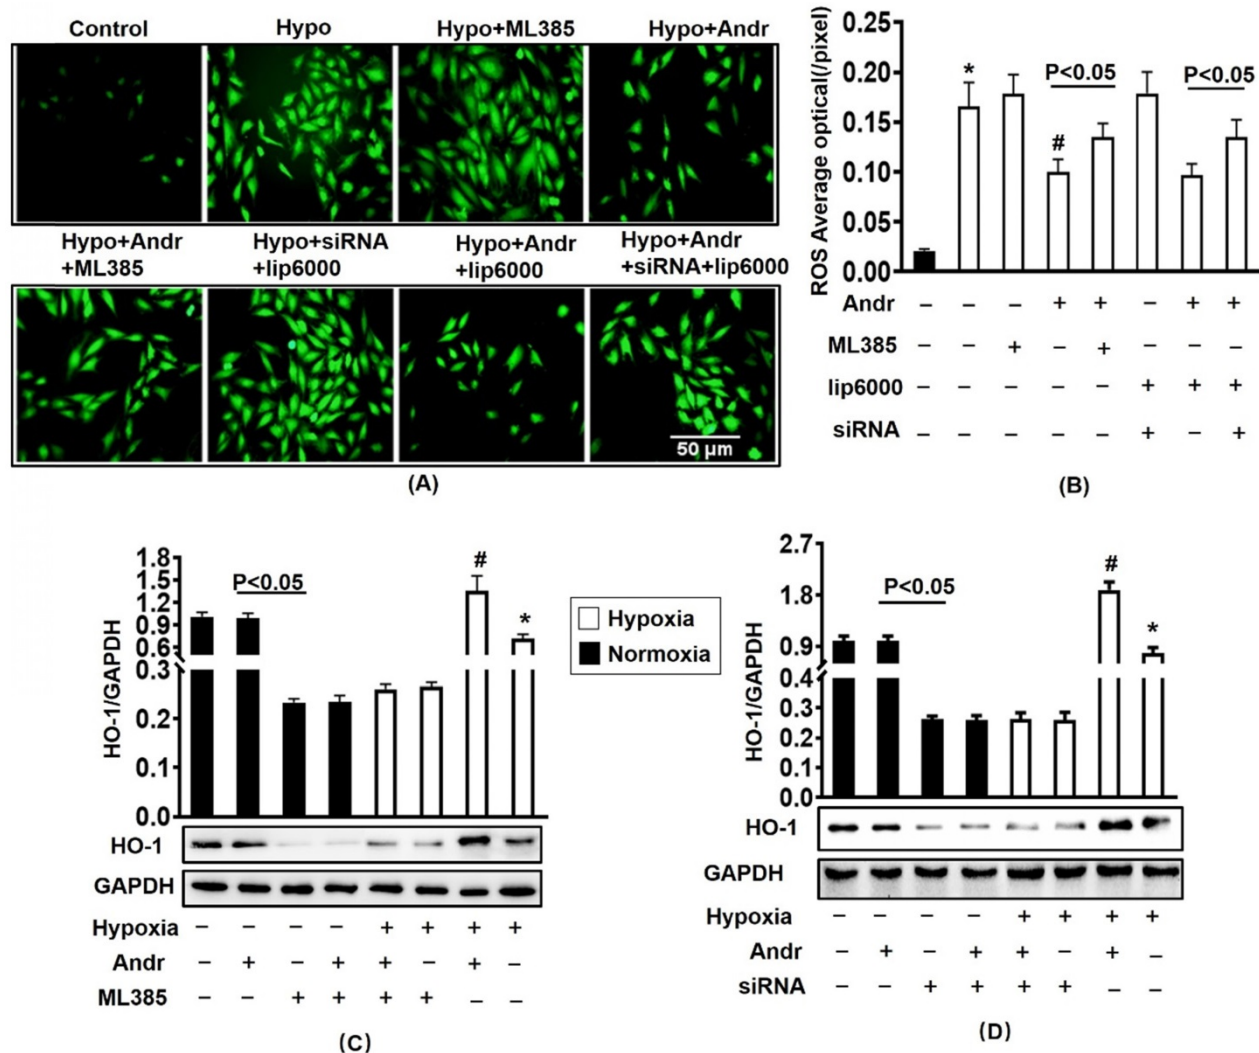 Control Hypo Hypo+ML385 Hypo+Andr
Hypo+Andr
+ML385
Hypo+siRNA
+lip6000
Hypo+Andr
+lip6000
Hypo+Andr
+siRNA+lip6000
50 μm
(A)
ROS Average optical(/pixel)
0.25
0.20
0.15
0.10
0.05
0.00
*
#
P<0.05
P<0.05
Andr – – – + + – + +
ML385 – – + – + – – –
lip6000 – – – – – + + +
siRNA – – – – – + – +
(B)
HO-1/GAPDH
1.8
1.5
1.2
0.9
0.6
0.3
0.2
0.1
0.0
P<0.05
#
*
HO-1
GAPDH
Hypoxia – – – – + + + +
Andr – + – + + – + –
ML385 – – + + + + – –
(C)
Hypoxia
Normoxia
HO-1/GAPDH
2.7
1.8
0.9
0.4
0.3
0.2
0.1
0.0
P<0.05
#
*
HO-1
GAPDH
Hypoxia – – – – + + + +
Andr – + – + + – + –
siRNA – – + + + + – –
(D)